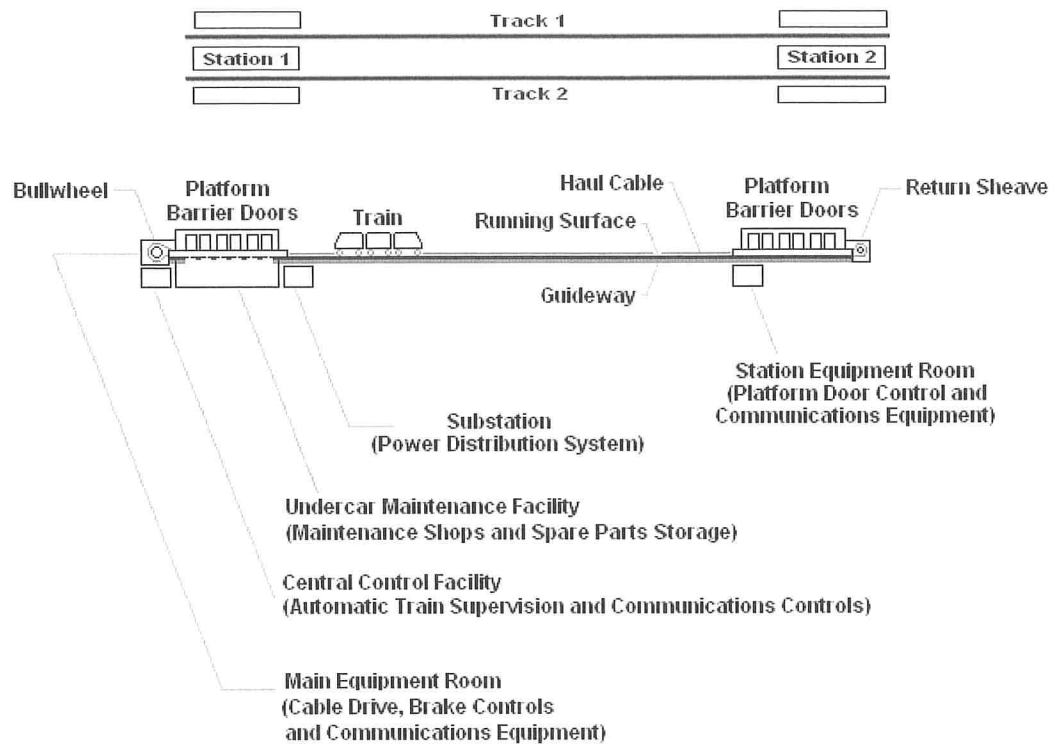 Track 1
Station 1
Station 2
Track 2
Bullwheel
Platform
Barrier Doors
Train
Haul Cable
Running Surface
Platform
Barrier Doors
Return Sheave
Guideway
Station Equipment Room
(Platform Door Control and
Communications Equipment)
Substation
(Power Distribution System)
Undercar Maintenance Facility
(Maintenance Shops and Spare Parts Storage)
Central Control Facility
(Automatic Train Supervision and Communications Controls)
Main Equipment Room
(Cable Drive, Brake Controls
and Communications Equipment)